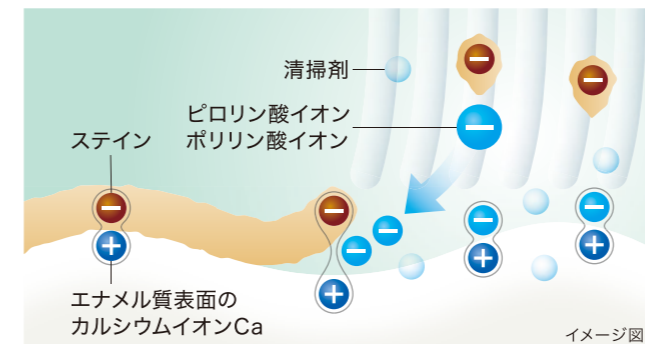 清掃剤
ピロリン酸イオン
ポリリン酸イオン
ステイン
エナメル質表面の
カルシウムイオンCa
イメージ図